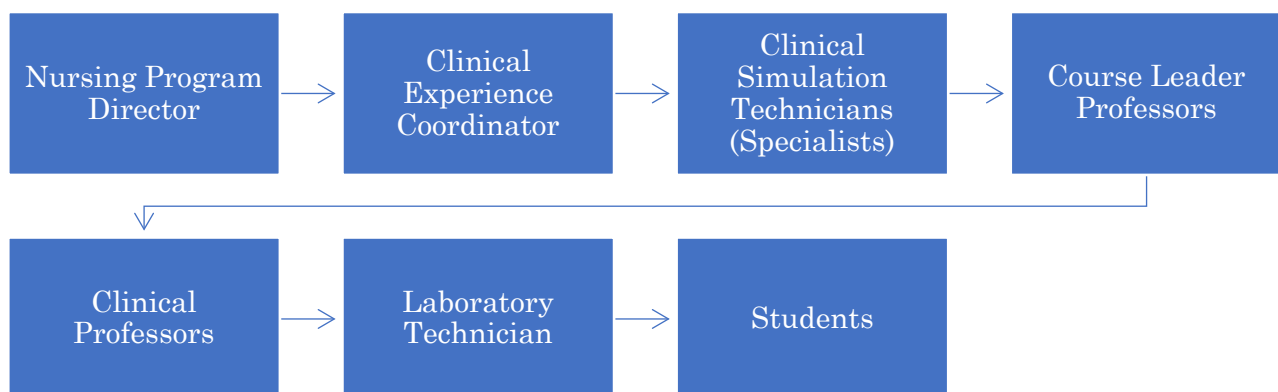 Nursing Program
Director
Clinical
Experience
Coordinator
Clinical
Simulation
Technicians
(Specialists)
Course Leader
Professors
Clinical
Professors
Laboratory
Technician
Students